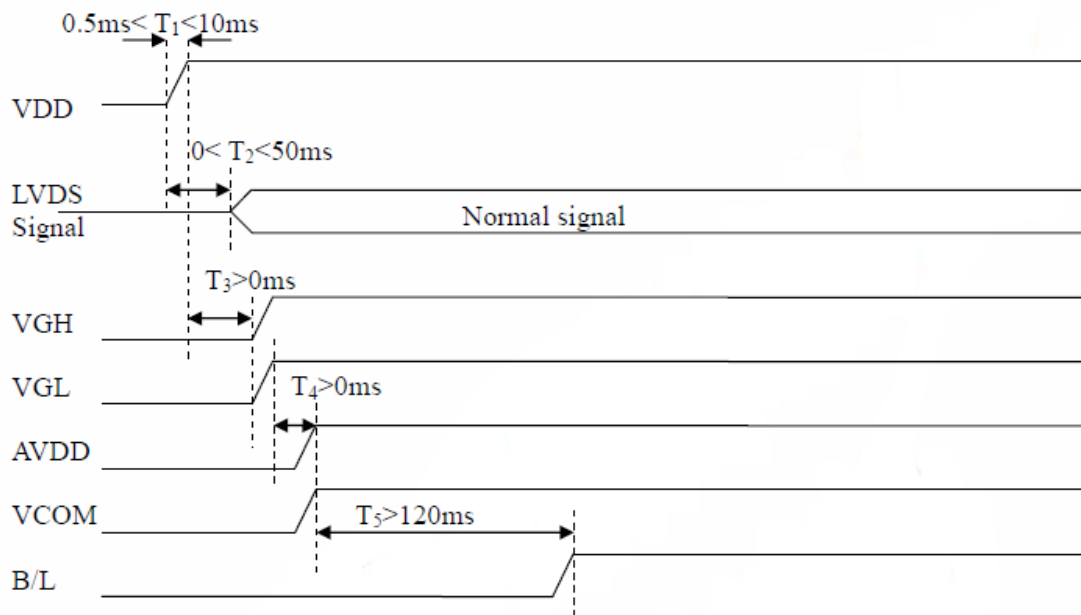 0.5ms< T₁<10ms
VDD
0< T₂<50ms
LVDS
Signal
Normal signal
T₃>0ms
VGH
VGL
T₄>0ms
AVDD
VCOM
T₅>120ms
B/L